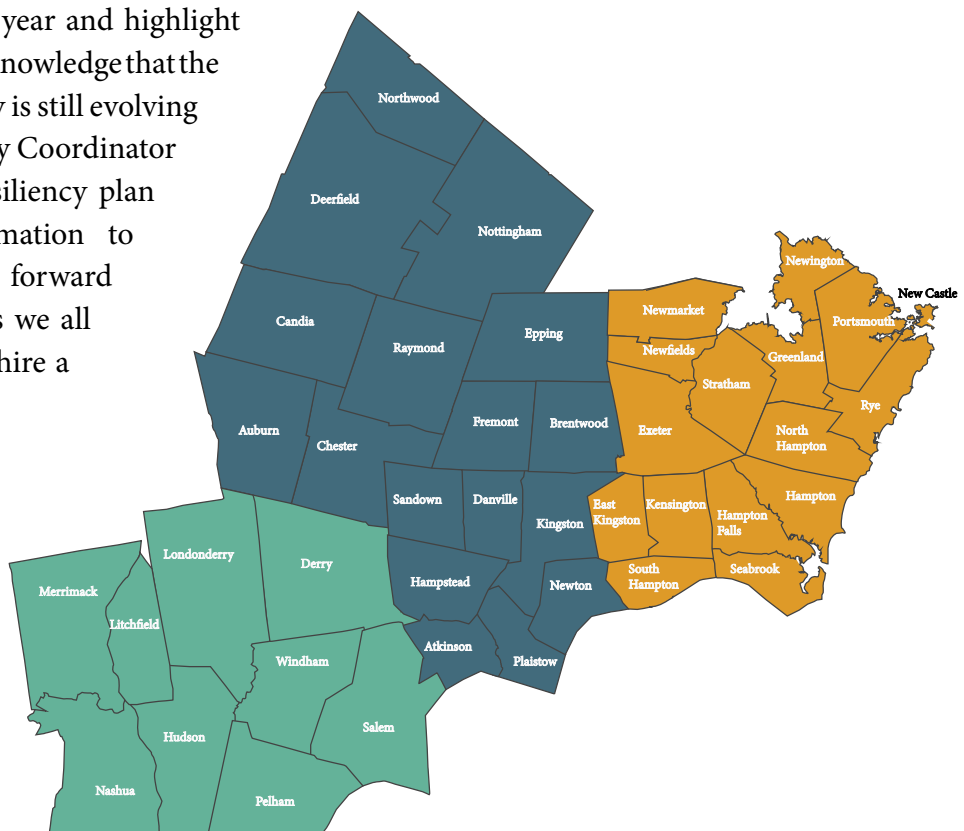 year and highlight
nowledge that the
is still evolving
Coordinator
siliency plan
mation to
forward
we all
hire a
Northwood
Deerfield
Nottingham
Newington
New Castle
Newmarket
Portsmouth
Candia
Epping
Raymond
Newfields
Greenland
Stratham
Rye
Auburn
Fremont
Brentwood
Exeter
North
Hampton
Chester
Sandown
Danville
Kingston
East
Kingston
Kensington
Hampton
Falls
Hampton
Londonderry
Derry
Merrimack
Litchfield
Hampstead
Newton
South
Hampton
Seabrook
Atkinson
Plaistow
Windham
Salem
Hudson
Nashua
Pelham